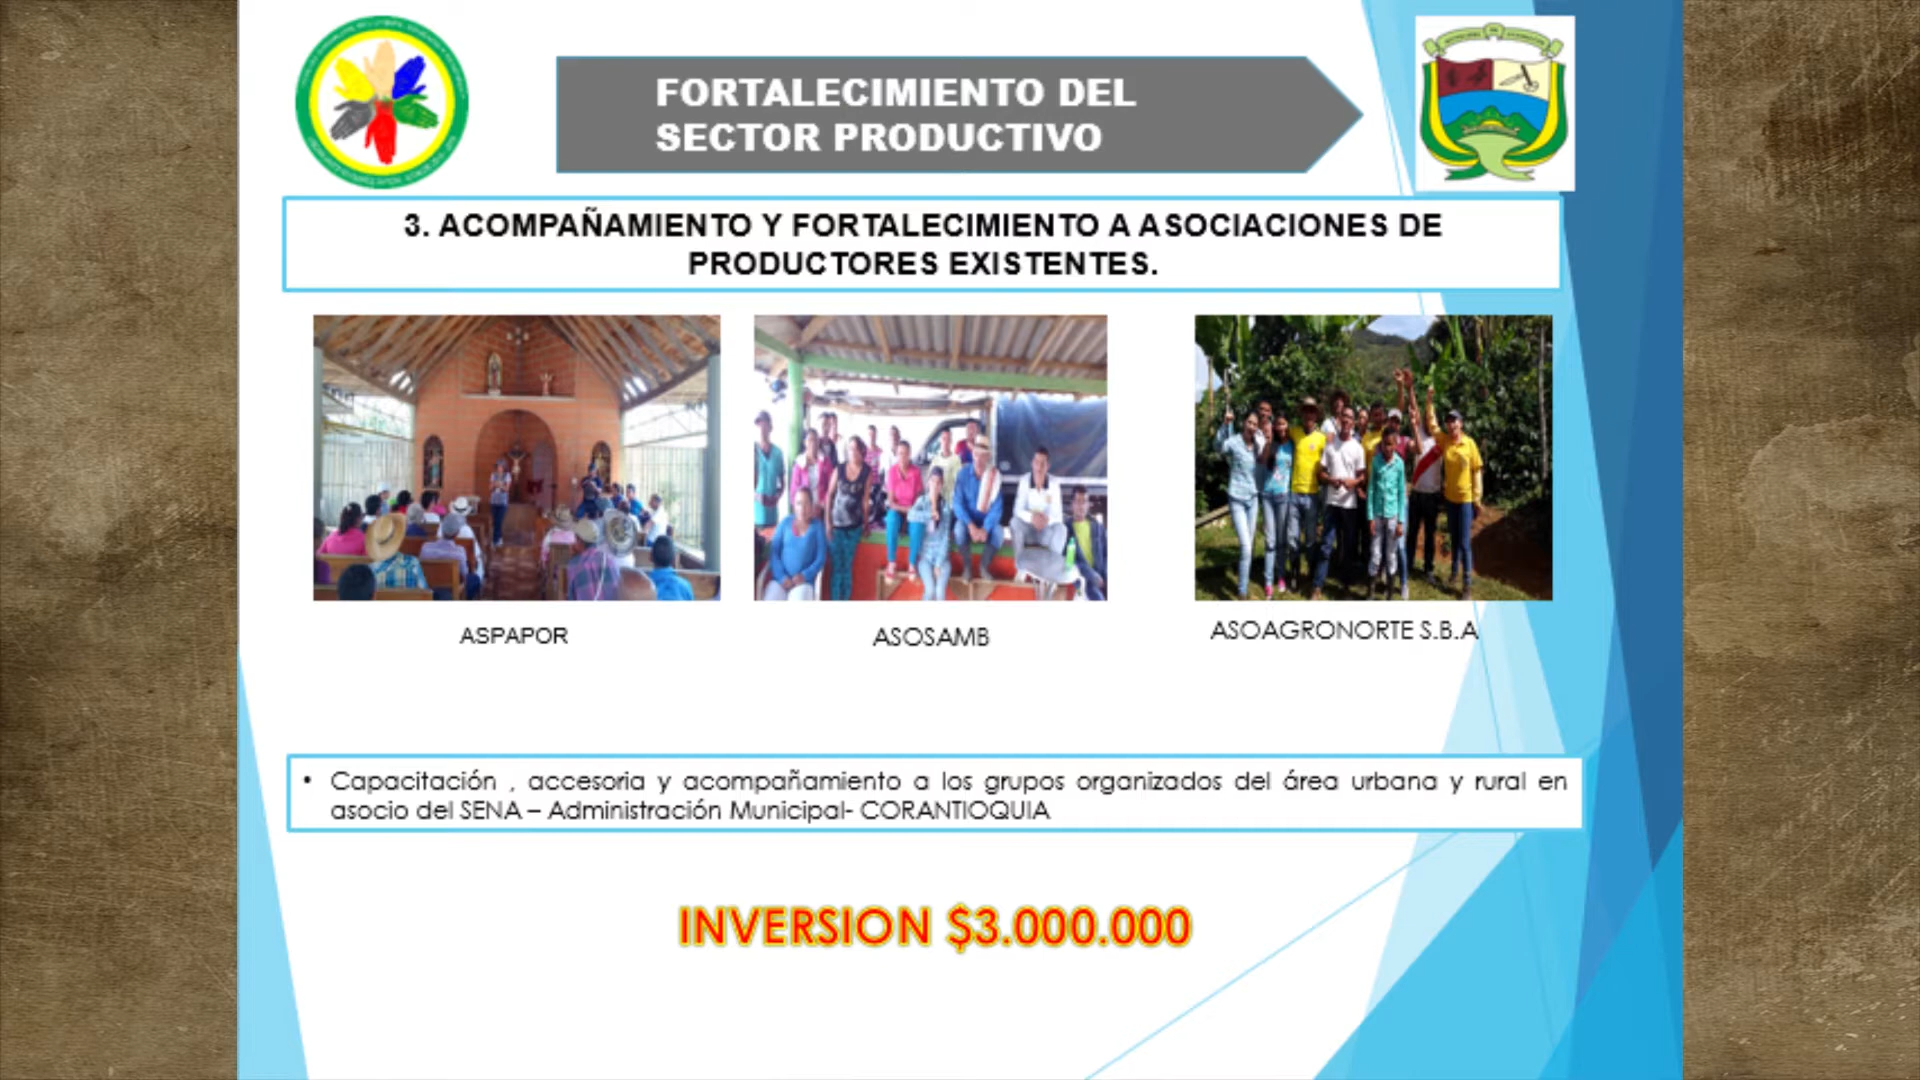 FORTALECIMIENTO DEL
SECTOR PRODUCTIVO
3. ACOMPAÑAMIENTO Y FORTALECIMIENTO A ASOCIACIONES DE
PRODUCTORES EXISTENTES.
ASPAPOR
ASOSAMB
ASOAGRONORTE S.B.A
• Capacitación , accesoria y acompañamiento a los grupos organizados del área urbana y rural en
asocio del SENA – Administración Municipal- CORANTIOQUIA
INVERSION $3.000.000